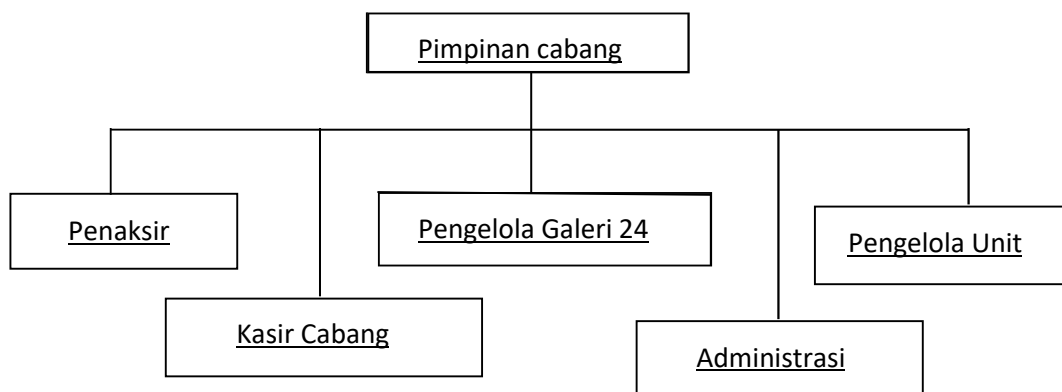 Pimpinan cabang
Penaksir
Pengelola Galeri 24
Pengelola Unit
Kasir Cabang
Administrasi